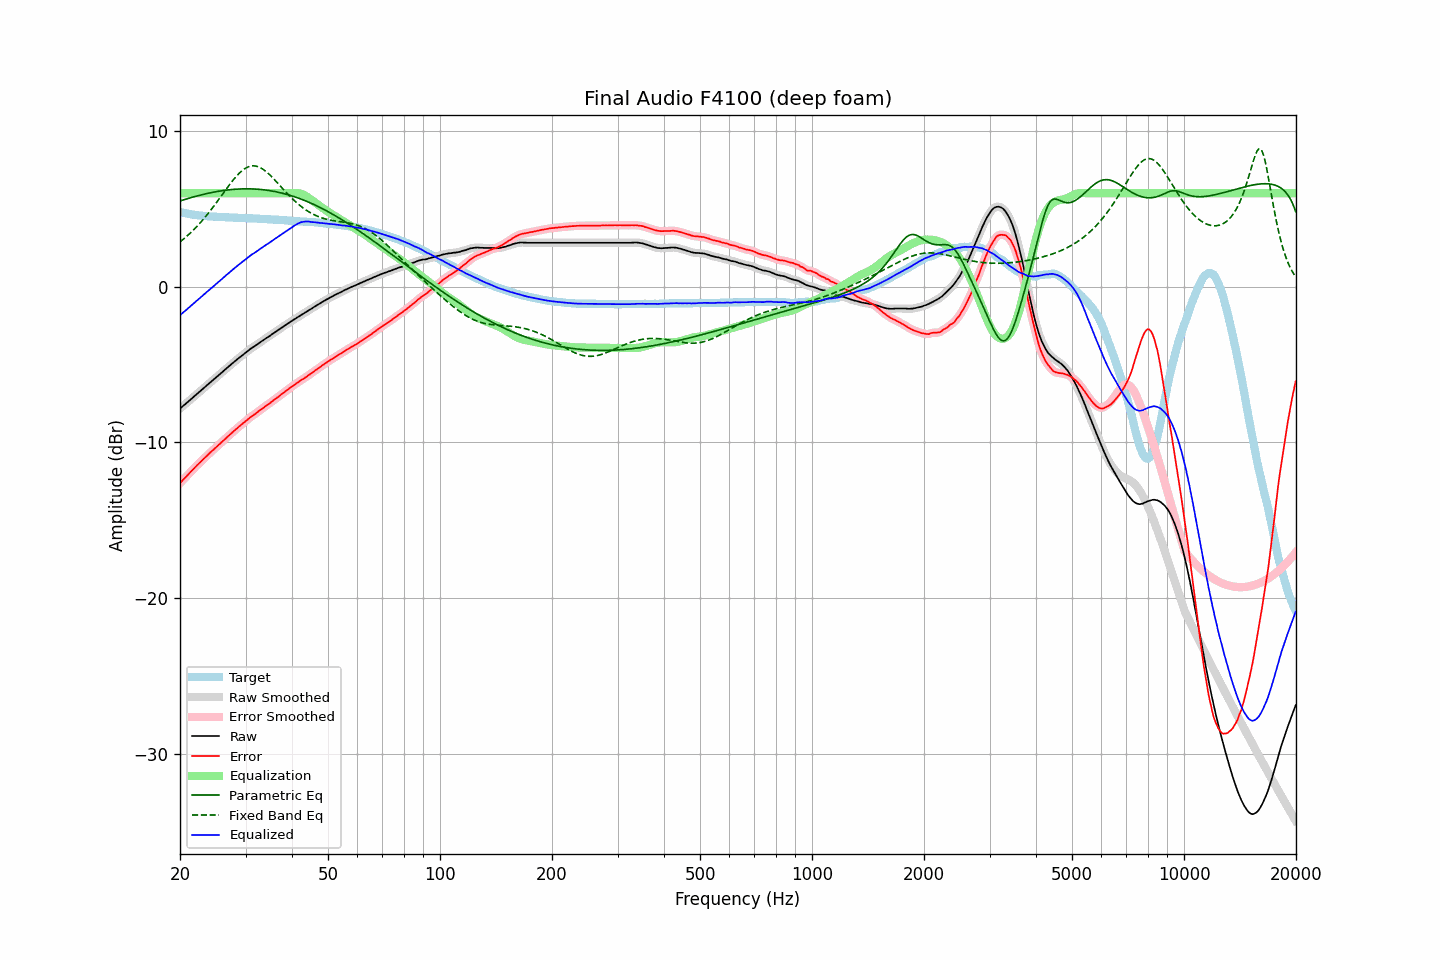 Final Audio F4100 (deep foam)
10
0
−10
−20
−30
Amplitude (dBr)
Target
Raw Smoothed
Error Smoothed
Raw
Error
Equalization
Parametric Eq
Fixed Band Eq
Equalized
20 50 100 200 500 1000 2000 5000 10000 20000
Frequency (Hz)